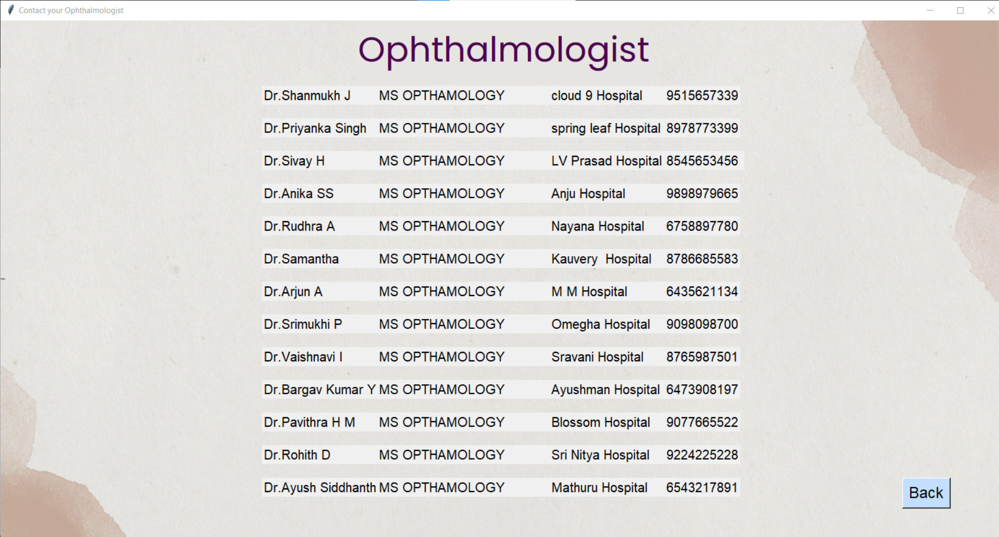 Contact your Ophthalmologist
Ophthalmologist
Dr.Shanmukh J MS OPTHAMOLOGY cloud 9 Hospital 9515657339
Dr.Priyanka Singh MS OPTHAMOLOGY spring leaf Hospital 8978773399
Dr.Sivay H MS OPTHAMOLOGY LV Prasad Hospital 8545653456
Dr.Anika SS MS OPTHAMOLOGY Anju Hospital 9898979665
Dr.Rudhra A MS OPTHAMOLOGY Nayana Hospital 6758897780
Dr.Samantha MS OPTHAMOLOGY Kauvery Hospital 8786685583
Dr.Arjun A MS OPTHAMOLOGY M M Hospital 6435621134
Dr.Srimukhi P MS OPTHAMOLOGY Omegha Hospital 9098098700
Dr.Vaishnavi I MS OPTHAMOLOGY Sravani Hospital 8765987501
Dr.Bargav Kumar Y MS OPTHAMOLOGY Ayushman Hospital 6473908197
Dr.Pavithra H M MS OPTHAMOLOGY Blossom Hospital 9077665522
Dr.Rohith D MS OPTHAMOLOGY Sri Nitya Hospital 9224225228
Dr.Ayush Siddhanth MS OPTHAMOLOGY Mathuru Hospital 6543217891
Back